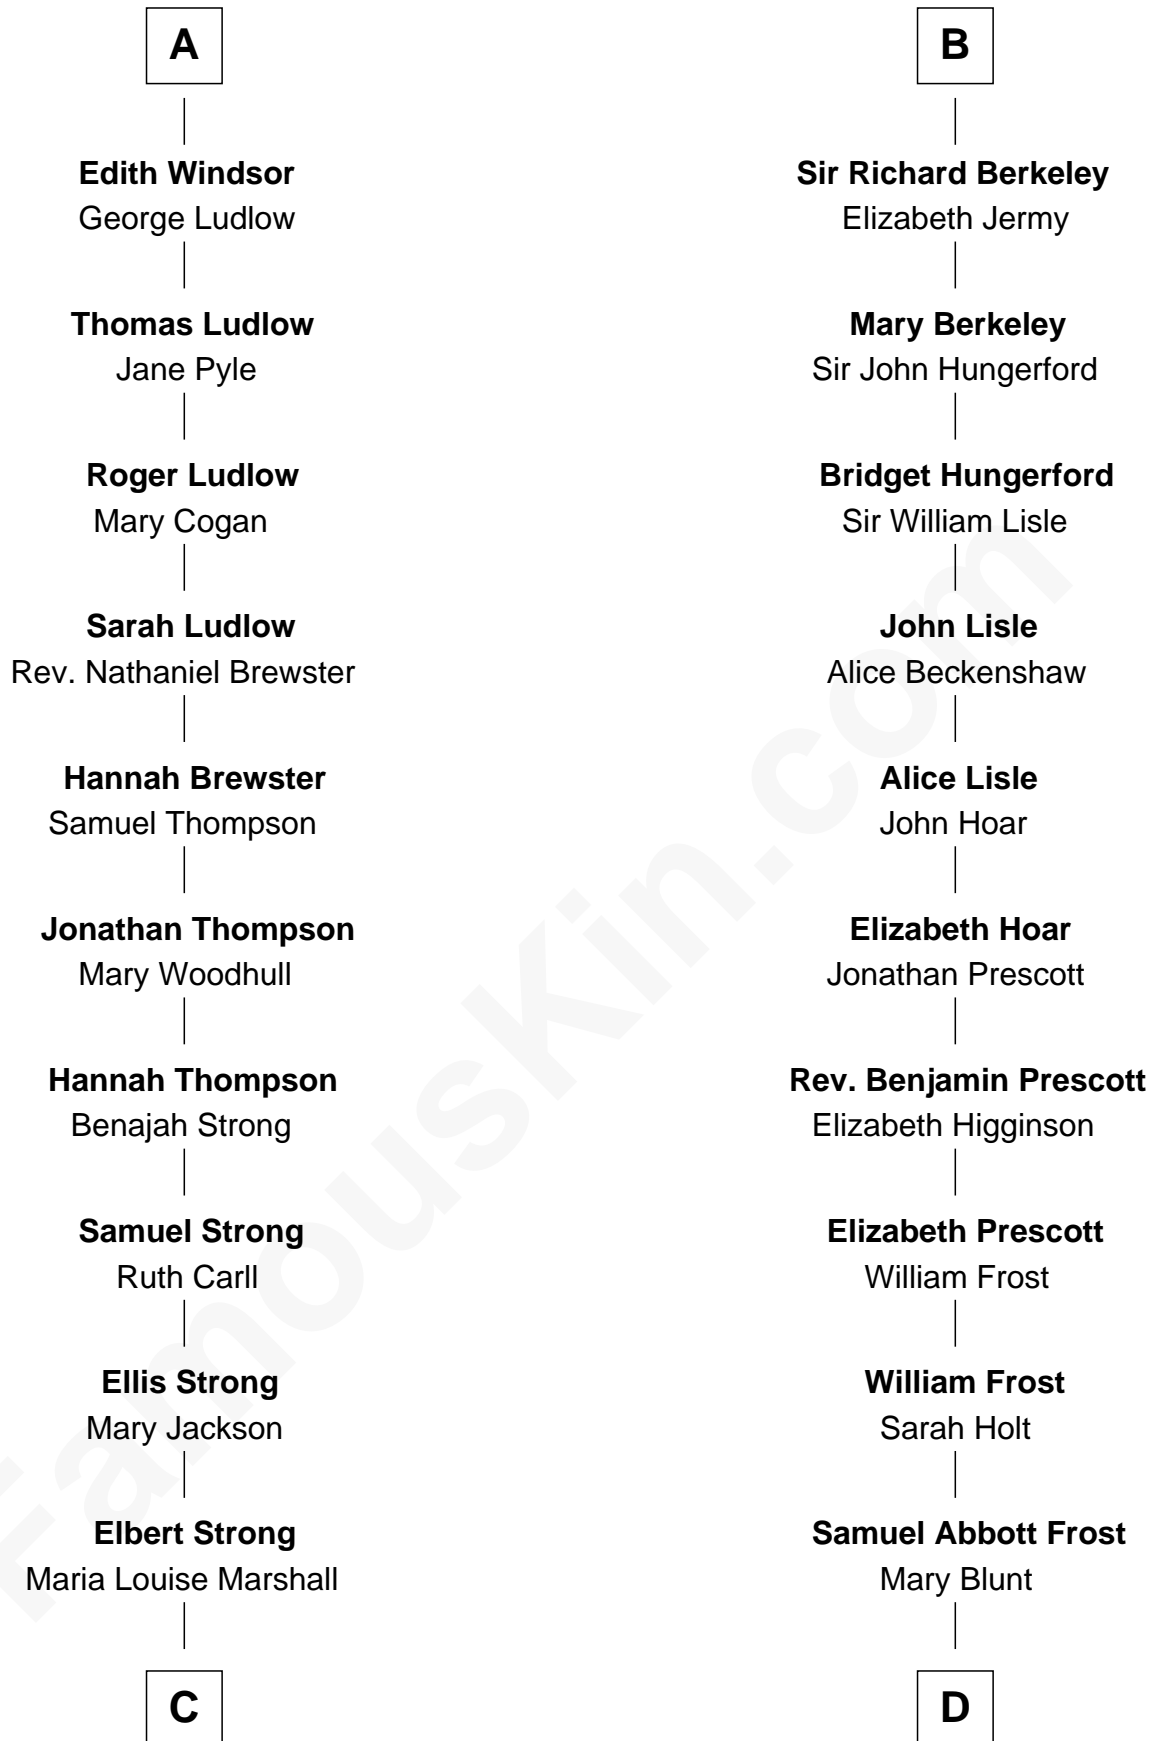 A
Edith Windsor
George Ludlow
Thomas Ludlow
Jane Pyle
Roger Ludlow
Mary Cogan
Sarah Ludlow
Rev. Nathaniel Brewster
Hannah Brewster
Samuel Thompson
Jonathan Thompson
Mary Woodhull
Hannah Thompson
Benajah Strong
Samuel Strong
Ruth Carll
Ellis Strong
Mary Jackson
Elbert Strong
Maria Louise Marshall
C
B
Sir Richard Berkeley
Elizabeth Jermy
Mary Berkeley
Sir John Hungerford
Bridget Hungerford
Sir William Lisle
John Lisle
Alice Beckenshaw
Alice Lisle
John Hoar
Elizabeth Hoar
Jonathan Prescott
Rev. Benjamin Prescott
Elizabeth Higginson
Elizabeth Prescott
William Frost
William Frost
Sarah Holt
Samuel Abbott Frost
Mary Blunt
D
FamousKin.com